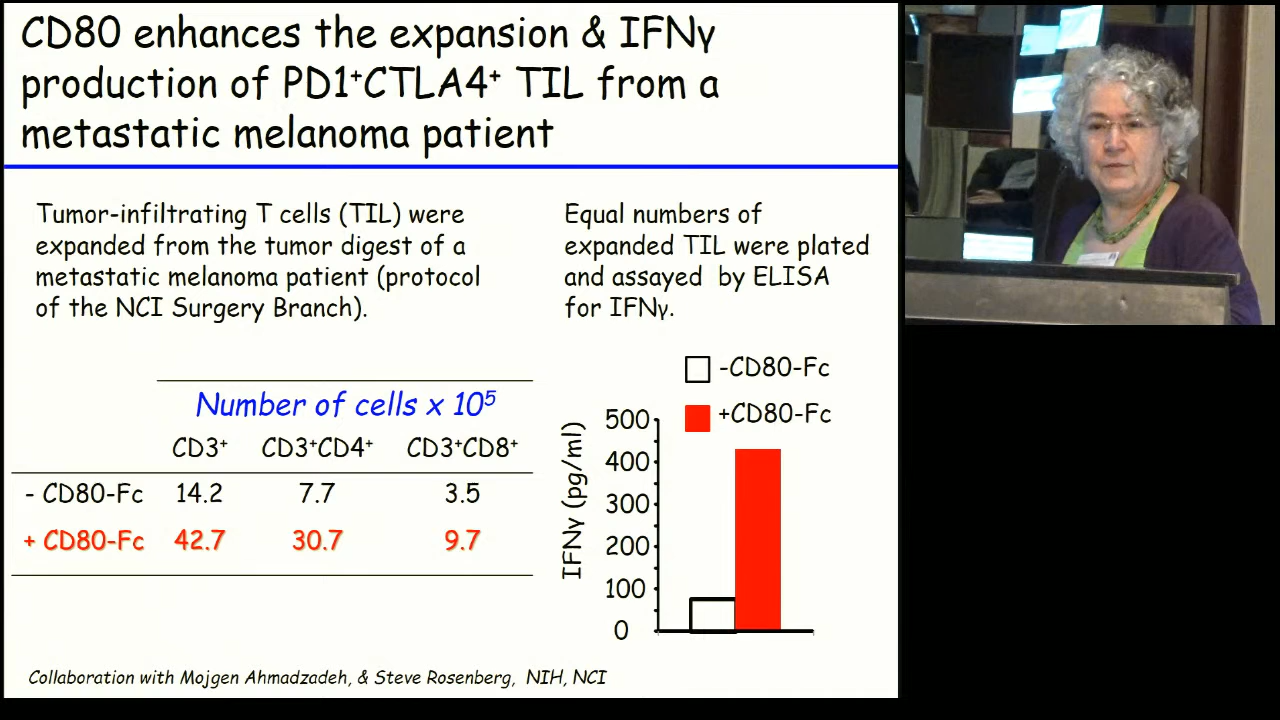 CD80 enhances the expansion & IFNγ
production of PD1⁺CTLA4⁺ TIL from a
metastatic melanoma patient
Tumor-infiltrating T cells (TIL) were
expanded from the tumor digest of a
metastatic melanoma patient (protocol
of the NCI Surgery Branch).
Number of cells x 10⁵
CD3⁺ CD3⁺CD4⁺ CD3⁺CD8⁺
- CD80-Fc 14.2 7.7 3.5
+ CD80-Fc 42.7 30.7 9.7
Equal numbers of
expanded TIL were plated
and assayed by ELISA
for IFNγ.
-CD80-Fc
+CD80-Fc
IFNγ (pg/ml)
500
400
300
200
100
0
Collaboration with Mojgen Ahmadzadeh, & Steve Rosenberg, NIH, NCI